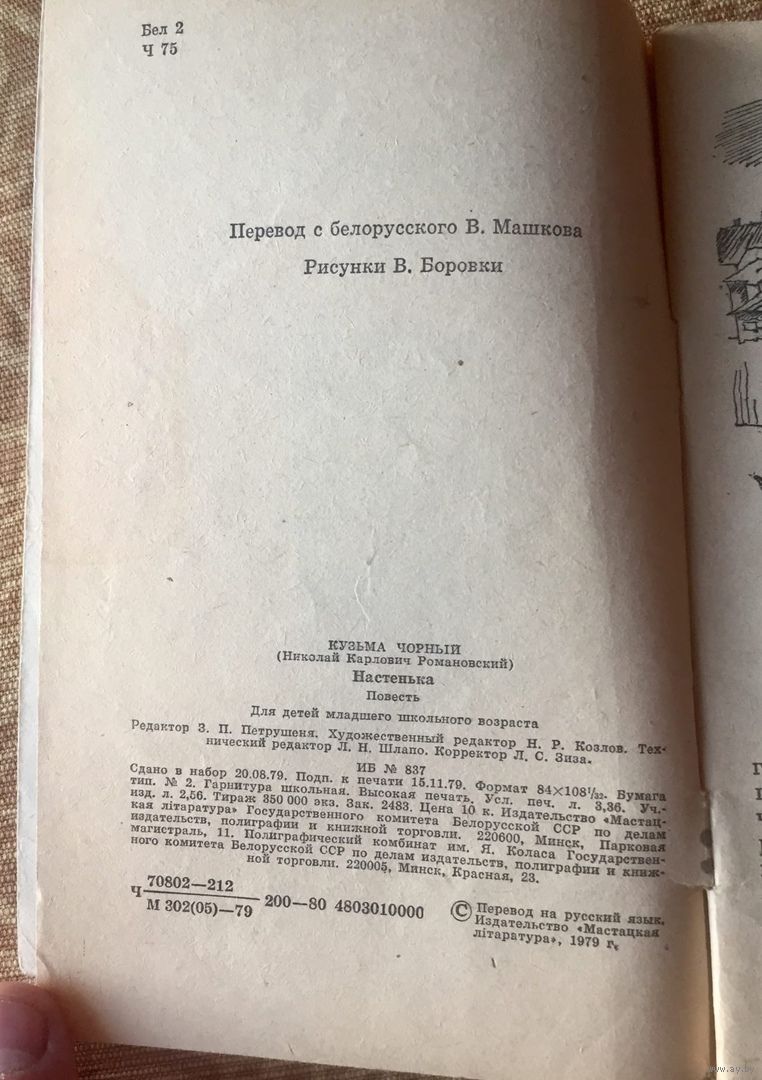 Бел 2
Ч 75
Перевод с белорусского В. Машкова
Рисунки В. Боровки
КУЗЬМА ЧОРНЫЙ
(Николай Карлович Романовский)
Настенька
Повесть
Для детей младшего школьного возраста
Редактор З. П. Петрушеня. Художественный редактор Н. Р. Козлов. Тех-
нический редактор Л. Н. Шлапо. Корректор Л. С. Зиза.
ИБ № 837
Сдано в набор 20.08.79. Подп. к печати 15.11.79. Формат 84×108¹/₃₂. Бумага
тип. № 2. Гарнитура школьная. Высокая печать. Усл. печ. л. 3,36. Уч.-
изд. л. 2,56. Тираж 350 000 экз. Зак. 2483. Цена 10 к. Издательство «Мастац-
кая літаратура» Государственного комитета Белорусской ССР по делам
издательств, полиграфии и книжной торговли. 220600, Минск, Парковая
магистраль, 11. Полиграфический комбинат им. Я. Коласа Государствен-
ного комитета Белорусской ССР по делам издательств, полиграфии и книж-
ной торговли. 220005, Минск, Красная, 23.
Ч 70802—212
М 302(05)—79 200—80 4803010000
© Перевод на русский язык.
Издательство «Мастацкая
літаратура», 1979 г.
www.ay.by